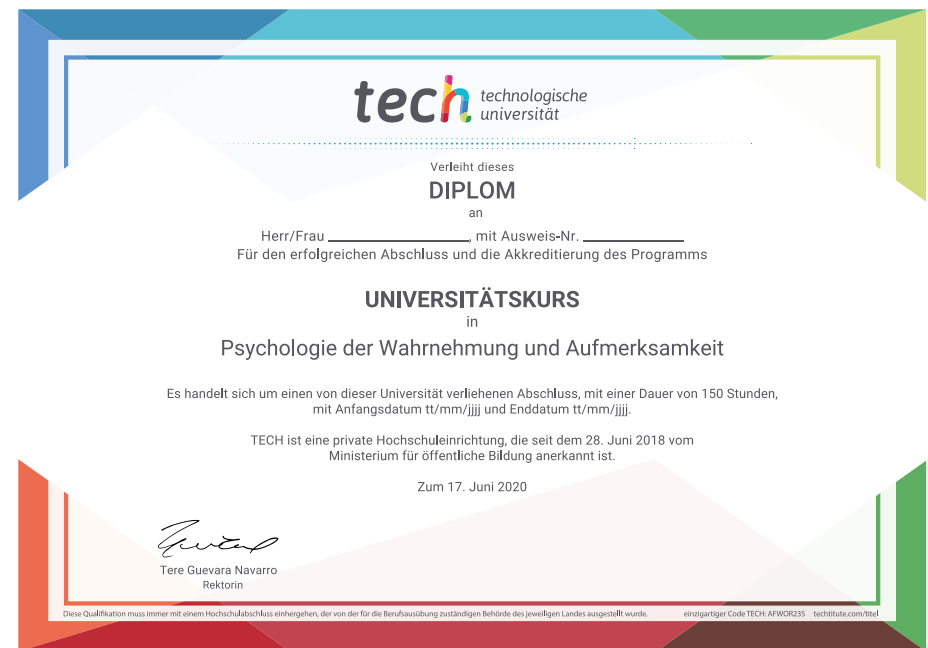 tech technologische
universität
Verleiht dieses
DIPLOM
an
Herr/Frau ____________________, mit Ausweis-Nr. ______________
Für den erfolgreichen Abschluss und die Akkreditierung des Programms
UNIVERSITÄTSKURS
in
Psychologie der Wahrnehmung und Aufmerksamkeit
Es handelt sich um einen von dieser Universität verliehenen Abschluss, mit einer Dauer von 150 Stunden,
mit Anfangsdatum tt/mm/jjjj und Enddatum tt/mm/jjjj.
TECH ist eine private Hochschuleinrichtung, die seit dem 28. Juni 2018 vom
Ministerium für öffentliche Bildung anerkannt ist.
Zum 17. Juni 2020
Tere Guevara Navarro
Rektorin
Diese Qualifikation muss immer mit einem Hochschulabschluss einhergehen, der von der für die Berufsausübung zuständigen Behörde des jeweiligen Landes ausgestellt wurde. einzigartiger Code TECH: AFWOR23S techtitute.com/titel